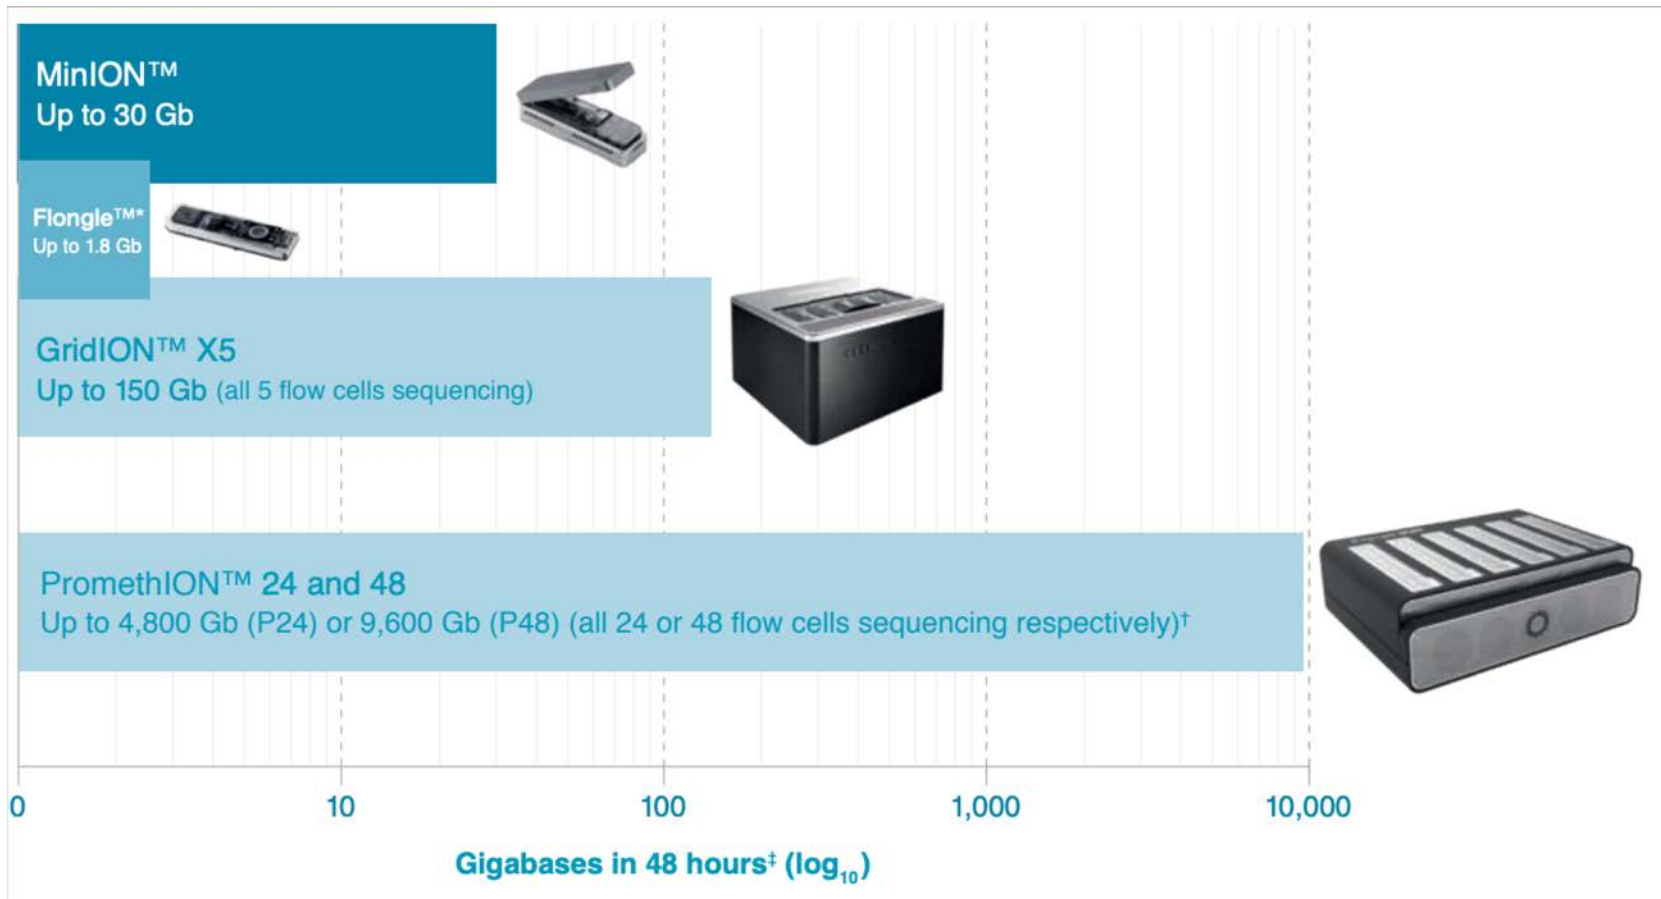 MinION™
Up to 30 Gb
Flongle™*
Up to 1.8 Gb
GridION™ X5
Up to 150 Gb (all 5 flow cells sequencing)
PromethION™ 24 and 48
Up to 4,800 Gb (P24) or 9,600 Gb (P48) (all 24 or 48 flow cells sequencing respectively)†
0 10 100 1,000 10,000
Gigabases in 48 hours‡ (log₁₀)